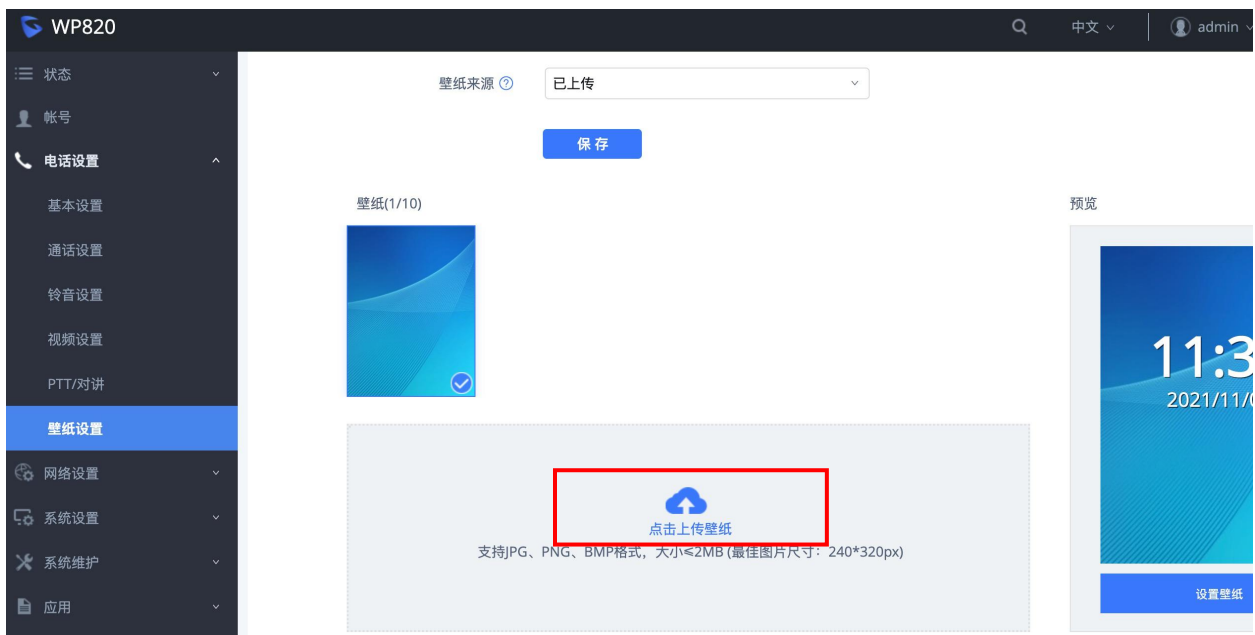 WP820
中文
admin
状态
帐号
电话设置
基本设置
通话设置
铃音设置
视频设置
PTT/对讲
壁纸设置
网络设置
系统设置
系统维护
应用
壁纸来源
已上传
保存
壁纸(1/10)
点击上传壁纸
支持JPG、PNG、BMP格式，大小≤2MB (最佳图片尺寸：240*320px)
预览
11:3
2021/11/0
设置壁纸